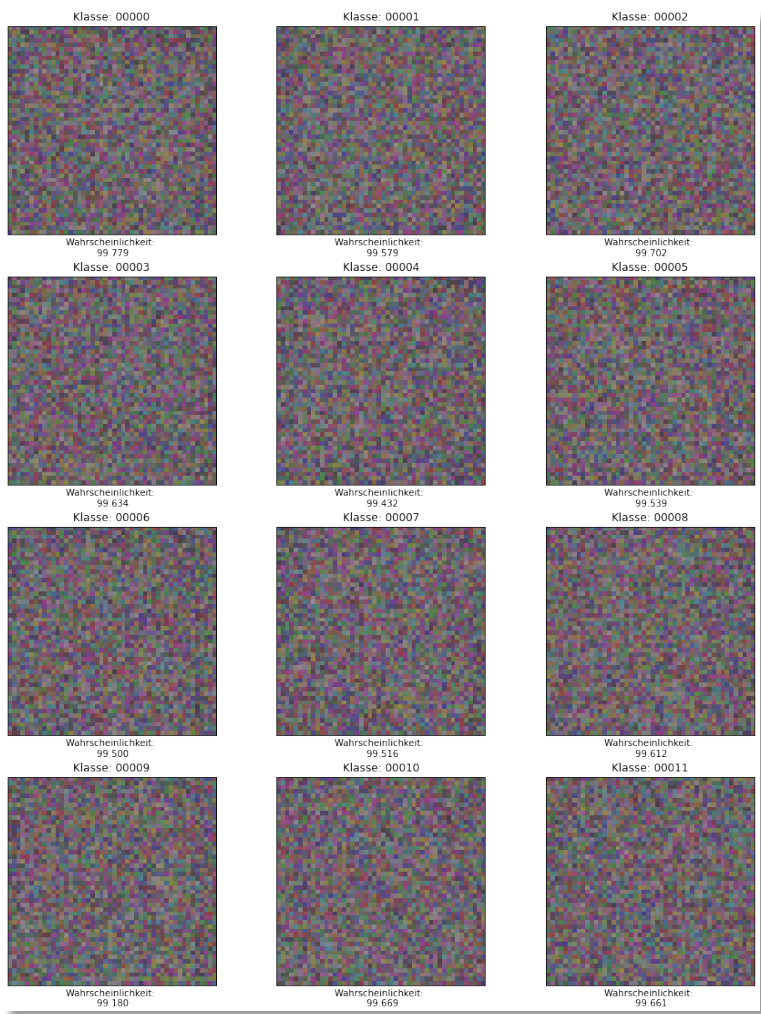 Klasse: 00000
Klasse: 00001
Klasse: 00002
Wahrscheinlichkeit:
99.779
Wahrscheinlichkeit:
99.579
Wahrscheinlichkeit:
99.702
Klasse: 00003
Klasse: 00004
Klasse: 00005
Wahrscheinlichkeit:
99.634
Wahrscheinlichkeit:
99.432
Wahrscheinlichkeit:
99.539
Klasse: 00006
Klasse: 00007
Klasse: 00008
Wahrscheinlichkeit:
99.500
Wahrscheinlichkeit:
99.516
Wahrscheinlichkeit:
99.612
Klasse: 00009
Klasse: 00010
Klasse: 00011
Wahrscheinlichkeit:
99.180
Wahrscheinlichkeit:
99.669
Wahrscheinlichkeit:
99.661